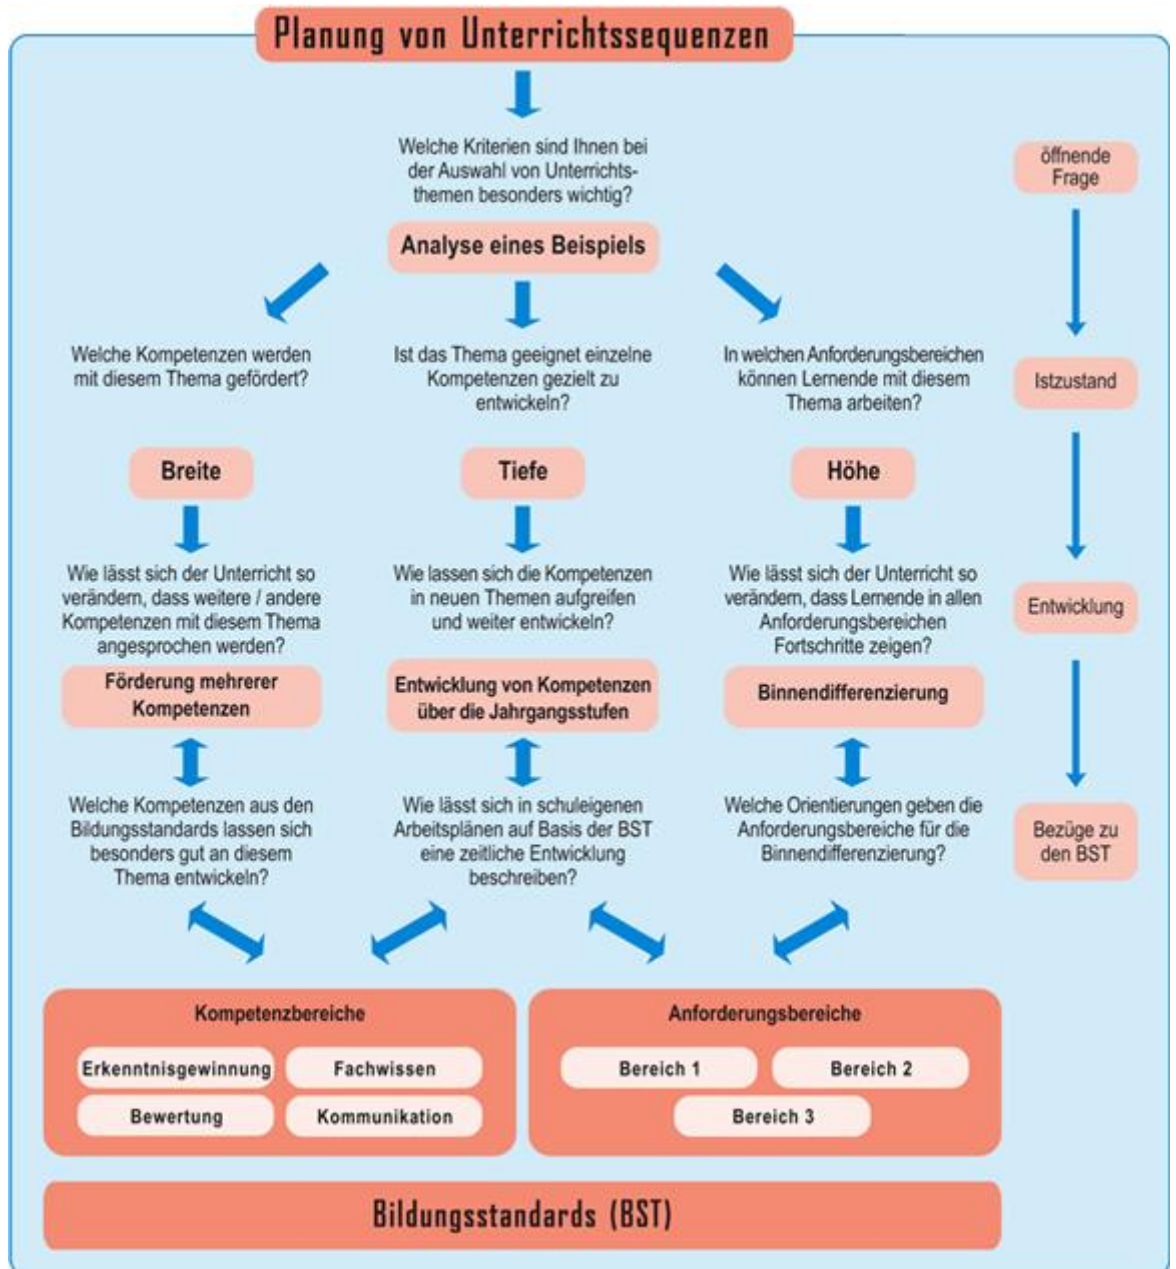 Planung von Unterrichtssequenzen
Welche Kriterien sind Ihnen bei
der Auswahl von Unterrichts-
themen besonders wichtig?
öffnende
Frage
Analyse eines Beispiels
Welche Kompetenzen werden
mit diesem Thema gefördert?
Ist das Thema geeignet einzelne
Kompetenzen gezielt zu
entwickeln?
In welchen Anforderungsbereichen
können Lernende mit diesem
Thema arbeiten?
Istzustand
Breite
Tiefe
Höhe
Wie lässt sich der Unterricht so
verändern, dass weitere / andere
Kompetenzen mit diesem Thema
angesprochen werden?
Wie lassen sich die Kompetenzen
in neuen Themen aufgreifen
und weiter entwickeln?
Wie lässt sich der Unterricht so
verändern, dass Lernende in allen
Anforderungsbereichen
Fortschritte zeigen?
Entwicklung
Förderung mehrerer
Kompetenzen
Entwicklung von Kompetenzen
über die Jahrgangsstufen
Binnendifferenzierung
Welche Kompetenzen aus den
Bildungsstandards lassen sich
besonders gut an diesem
Thema entwickeln?
Wie lässt sich in schuleigenen
Arbeitsplänen auf Basis der BST
eine zeitliche Entwicklung
beschreiben?
Welche Orientierungen geben die
Anforderungsbereiche für die
Binnendifferenzierung?
Bezüge zu
den BST
Kompetenzbereiche
Erkenntnisgewinnung
Fachwissen
Bewertung
Kommunikation
Anforderungsbereiche
Bereich 1
Bereich 2
Bereich 3
Bildungsstandards (BST)